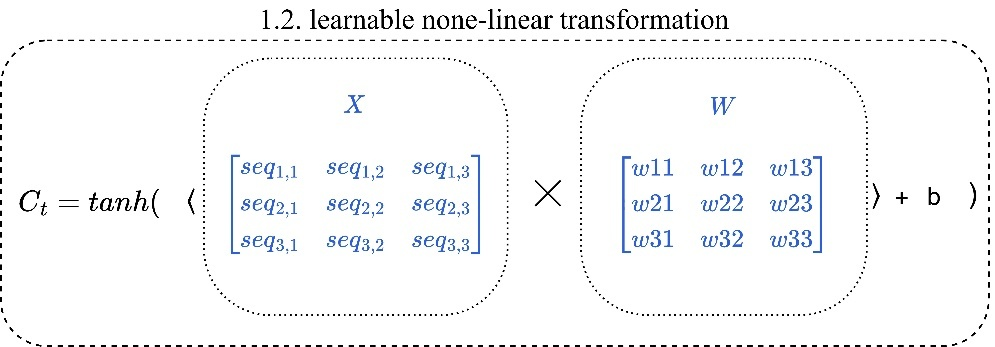 1.2. learnable none-linear transformation
X W
seq1,1 seq1,2 seq1,3 w11 w12 w13
Ct = tanh( ⟨ seq2,1 seq2,2 seq2,3 × w21 w22 w23 ⟩ + b )
seq3,1 seq3,2 seq3,3 w31 w32 w33